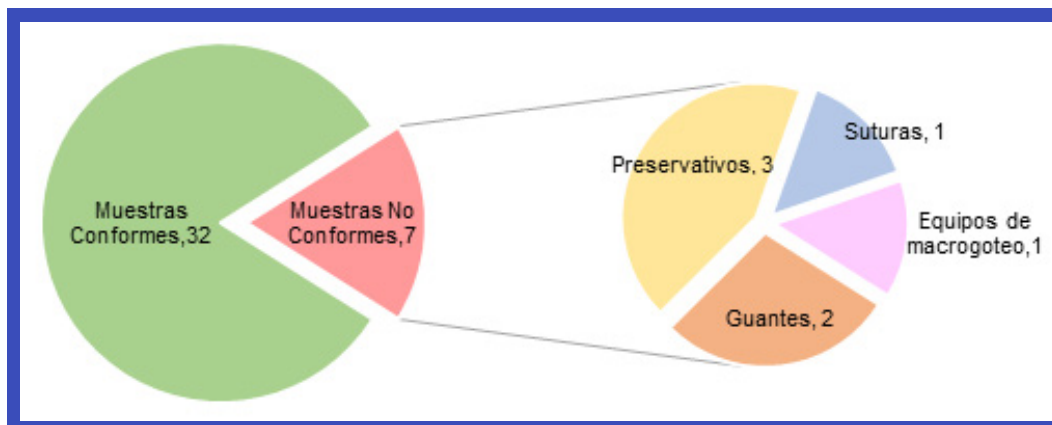 Muestras
Conformes,32
Muestras No
Conformes,7
Preservativos, 3
Suturas, 1
Equipos de
macrogoteo,1
Guantes, 2